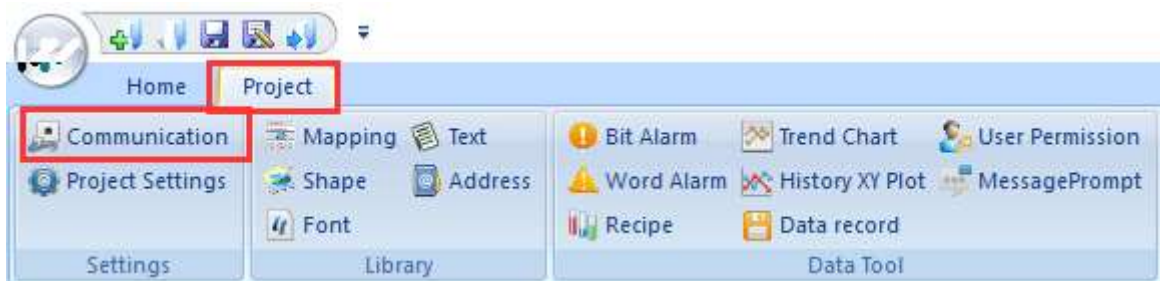 Home Project
Communication Mapping Text Bit Alarm Trend Chart User Permission
Project Settings Shape Address Word Alarm History XY Plot MessagePrompt
Font Recipe Data record
Settings Library Data Tool